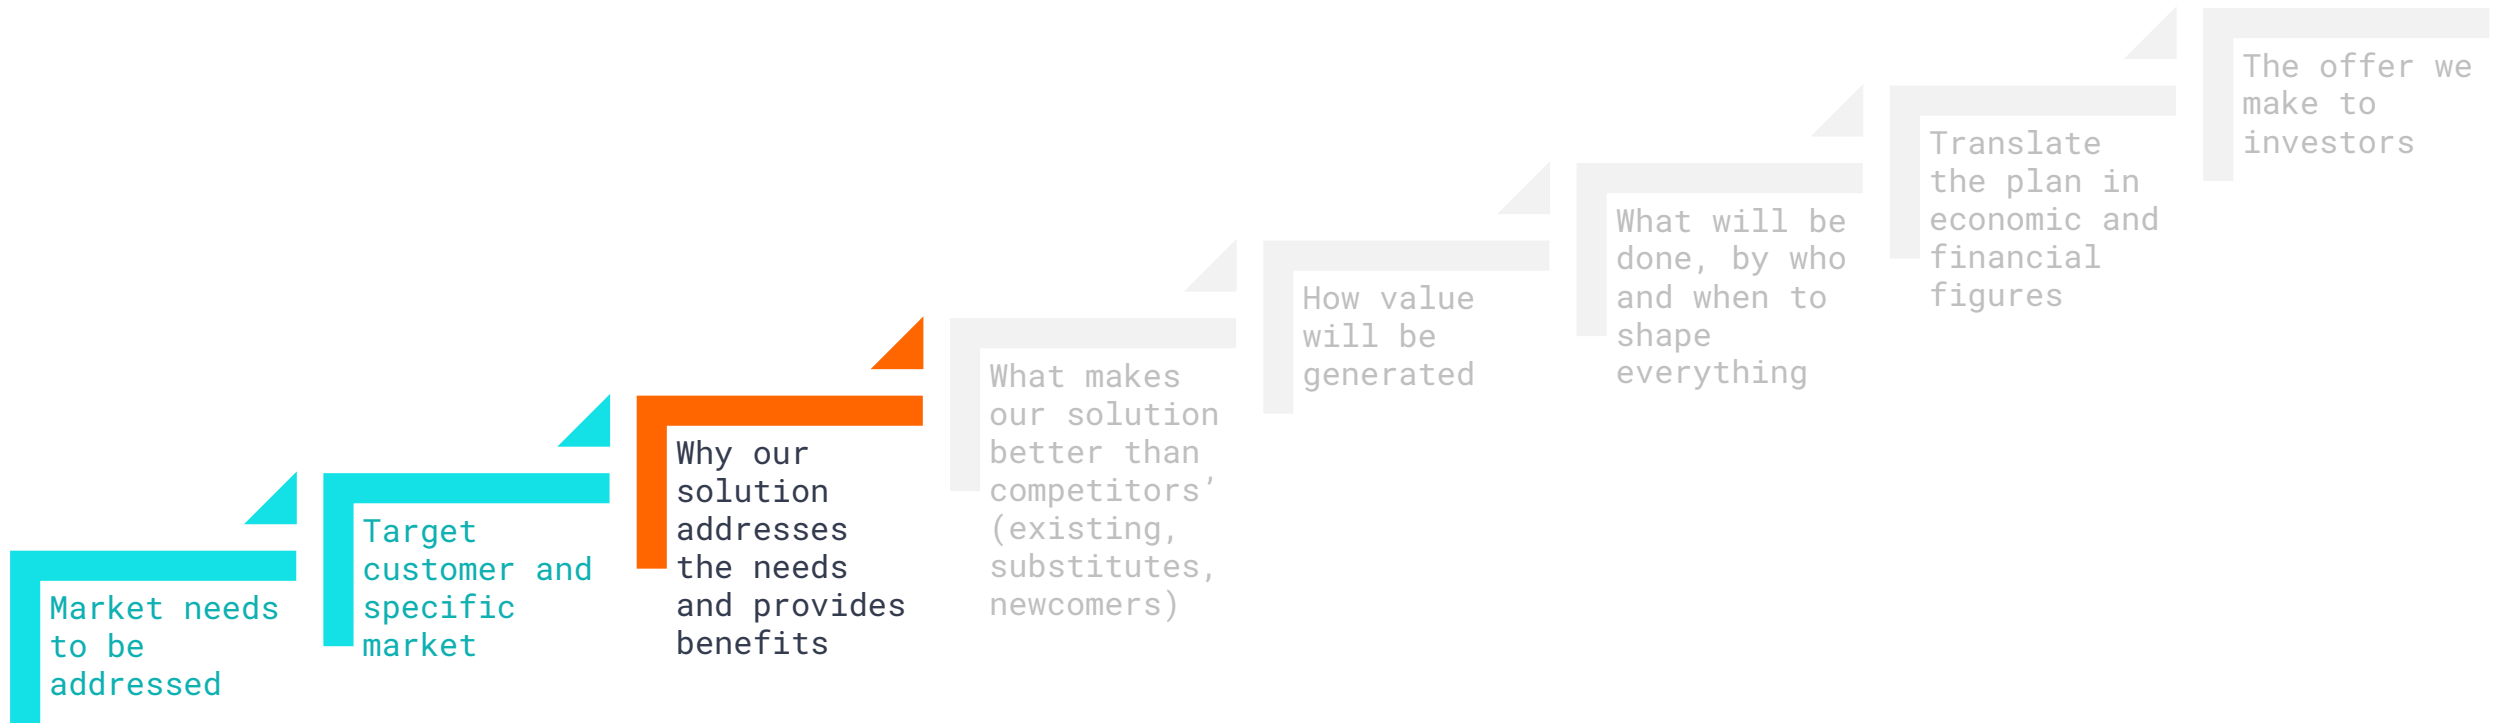 Market needs
to be
addressed
Target
customer and
specific
market
Why our
solution
addresses
the needs
and provides
benefits
What makes
our solution
better than
competitors’
(existing,
substitutes,
newcomers)
How value
will be
generated
What will be
done, by who
and when to
shape
everything
Translate
the plan in
economic and
financial
figures
The offer we
make to
investors